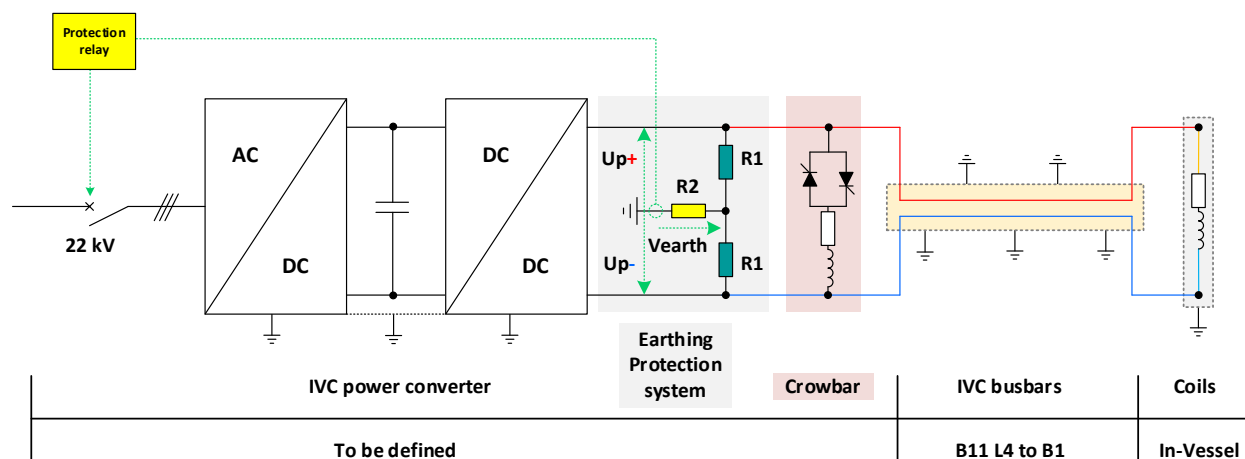 Protection
relay
22 kV
AC
DC
DC
DC
Up+
R1
R2
Vearth
Up-
R1
Earthing
Protection
system
IVC power converter
Crowbar
IVC busbars
Coils
To be defined
B11 L4 to B1
In-Vessel